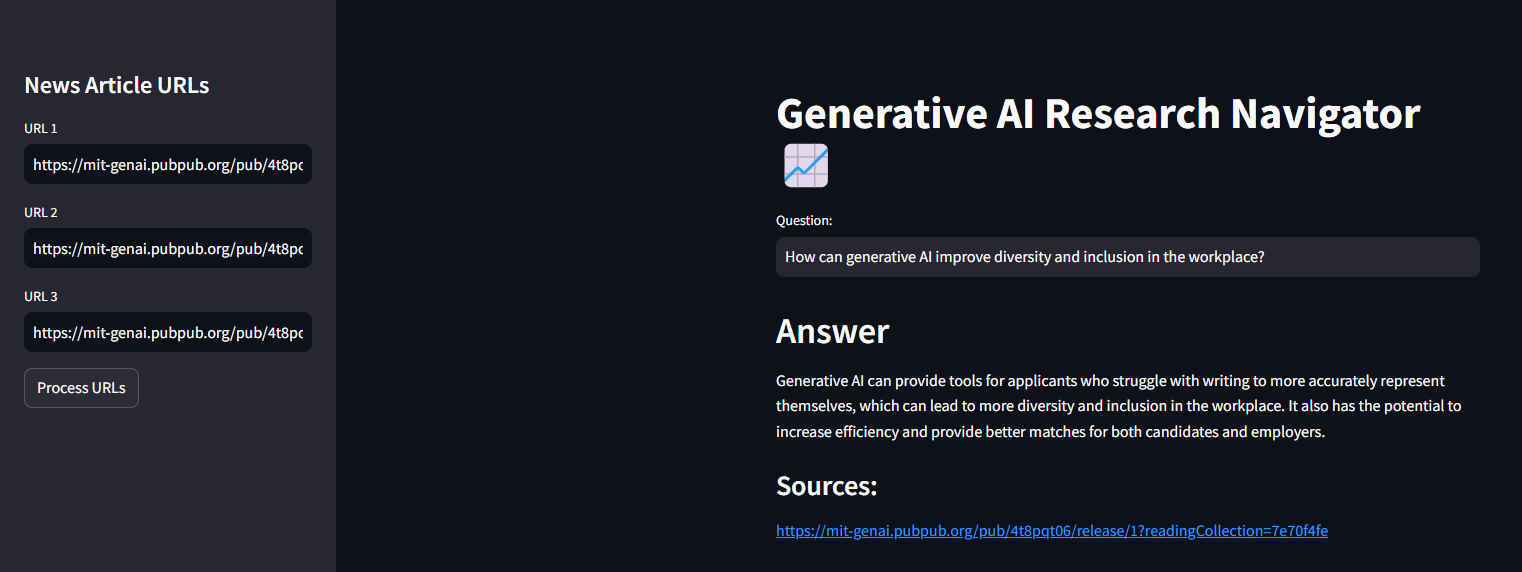 News Article URLs
URL 1
https://mit-genai.pubpub.org/pub/4t8pc
URL 2
https://mit-genai.pubpub.org/pub/4t8pc
URL 3
https://mit-genai.pubpub.org/pub/4t8pc
Process URLs
Generative AI Research Navigator
Question:
How can generative AI improve diversity and inclusion in the workplace?
Answer
Generative AI can provide tools for applicants who struggle with writing to more accurately represent
themselves, which can lead to more diversity and inclusion in the workplace. It also has the potential to
increase efficiency and provide better matches for both candidates and employers.
Sources:
https://mit-genai.pubpub.org/pub/4t8pqt06/release/1?readingCollection=7e70f4fe